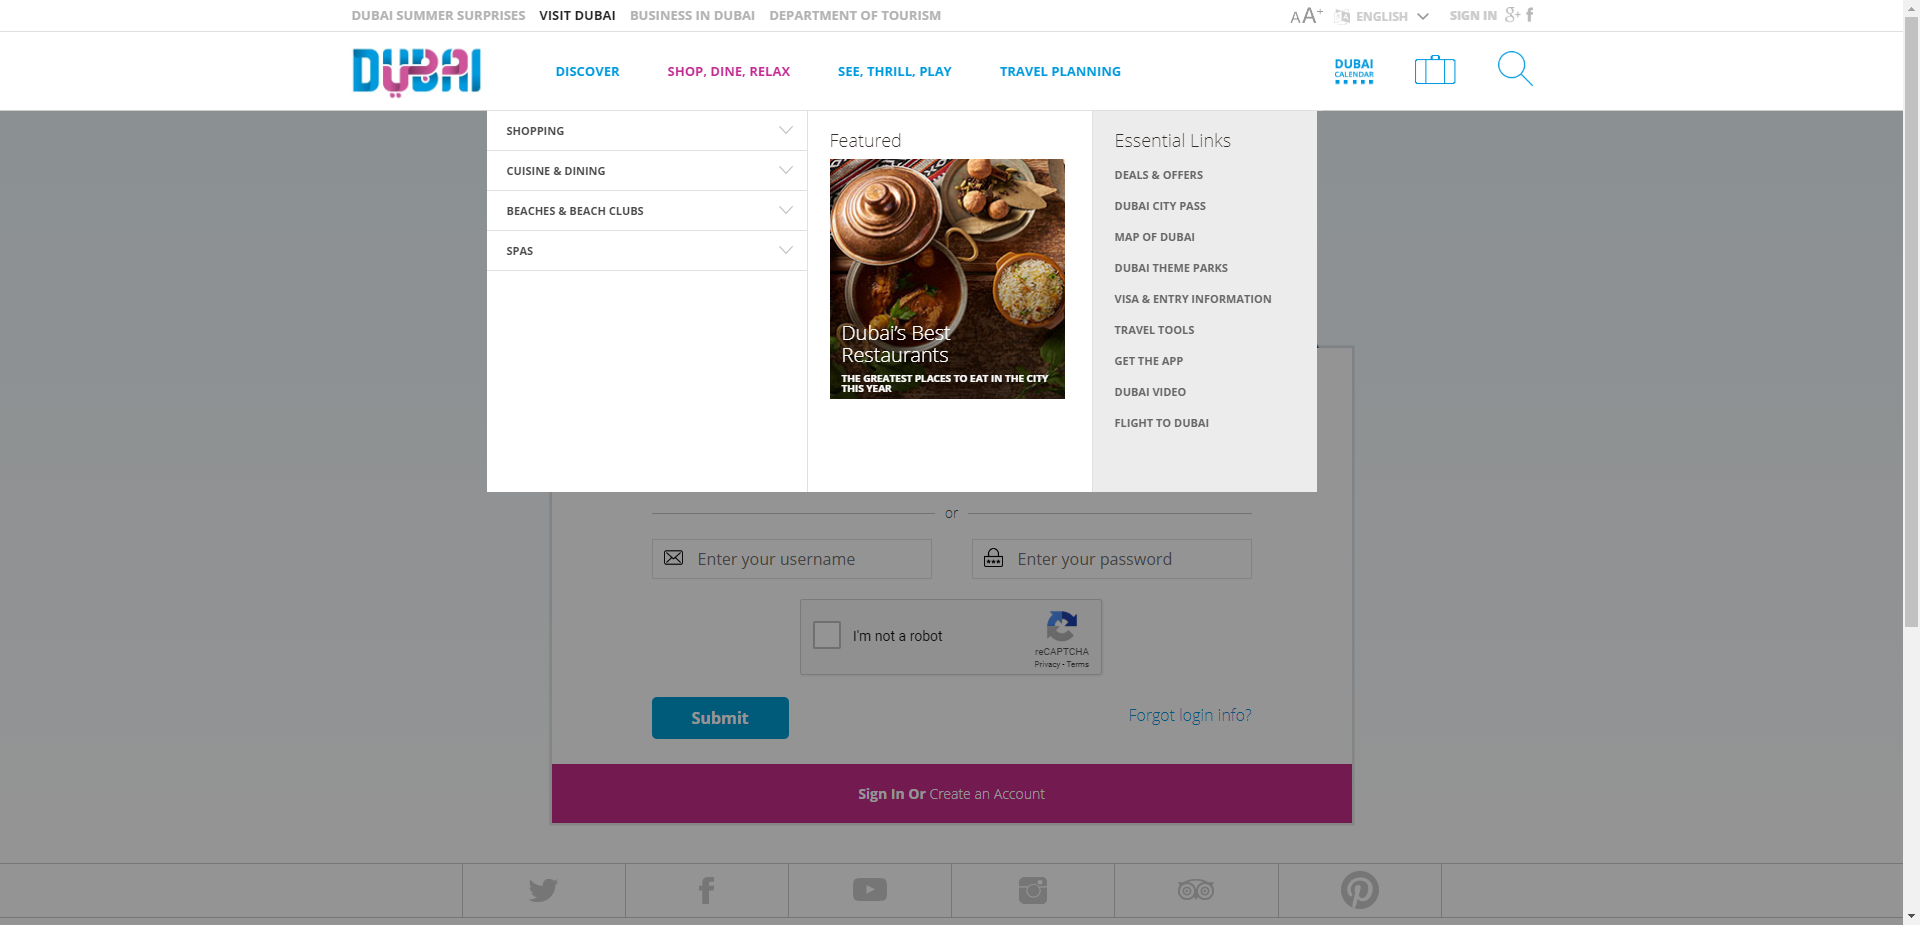 DUBAI SUMMER SURPRISES VISIT DUBAI BUSINESS IN DUBAI DEPARTMENT OF TOURISM
AA+ ENGLISH SIGN IN g+ f
DUBAI
DISCOVER SHOP, DINE, RELAX SEE, THRILL, PLAY TRAVEL PLANNING
DUBAI
CALENDAR
SHOPPING
CUISINE & DINING
BEACHES & BEACH CLUBS
SPAS
Featured
Dubai’s Best
Restaurants
THE GREATEST PLACES TO EAT IN THE CITY
THIS YEAR
Essential Links
DEALS & OFFERS
DUBAI CITY PASS
MAP OF DUBAI
DUBAI THEME PARKS
VISA & ENTRY INFORMATION
TRAVEL TOOLS
GET THE APP
DUBAI VIDEO
FLIGHT TO DUBAI
or
Enter your username
Enter your password
I'm not a robot
reCAPTCHA
Privacy - Terms
Submit
Forgot login info?
Sign In Or Create an Account